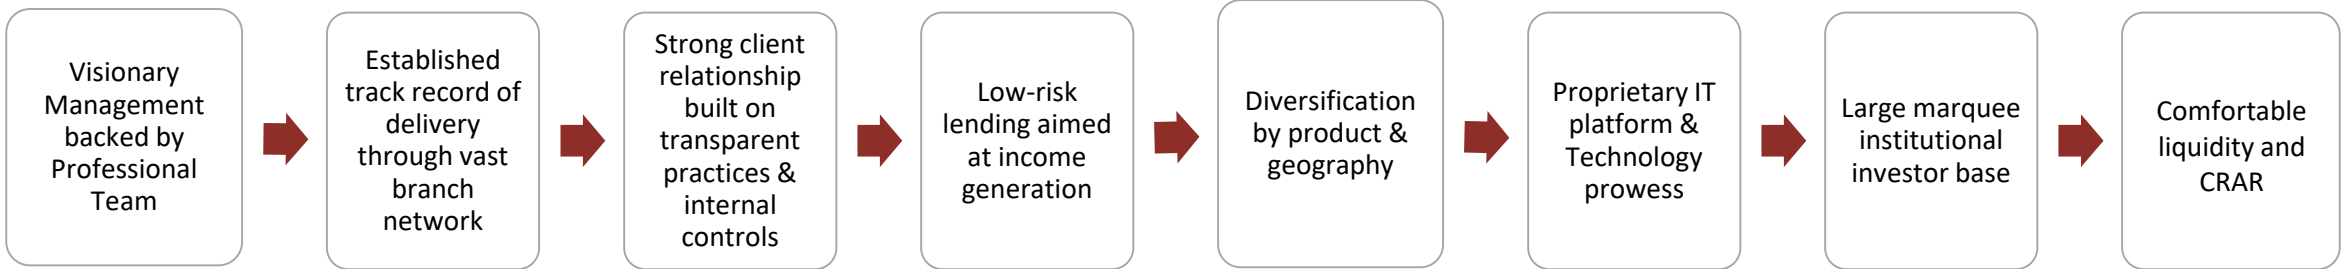 Visionary
Management
backed by
Professional
Team
Established
track record of
delivery
through vast
branch
network
Strong client
relationship
built on
transparent
practices &
internal
controls
Low-risk
lending aimed
at income
generation
Diversification
by product &
geography
Proprietary IT
platform &
Technology
prowess
Large marquee
institutional
investor base
Comfortable
liquidity and
CRAR